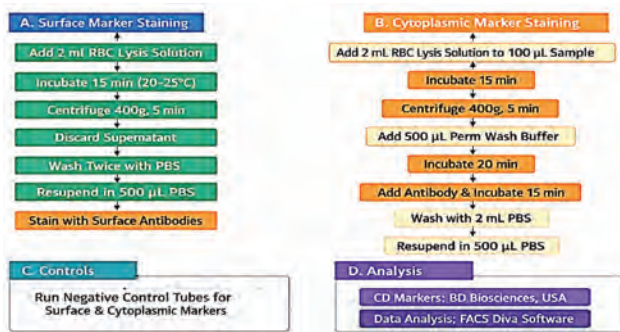 A. Surface Marker Staining
Add 2 mL RBC Lysis Solution
Incubate 15 min (20–25°C)
Centrifuge 400g, 5 min
Discard Supernatant
Wash Twice with PBS
Resupend in 500 µL PBS
Stain with Surface Antibodies
B. Cytoplasmic Marker Staining
Add 2 mL RBC Lysis Solution to 100 µL Sample
Incubate 15 min
Centrifuge 400g, 5 min
Add 500 µL Perm Wash Buffer
Incubate 20 min
Add Antibody & Incubate 15 min
Wash with 2 mL PBS
Resupend in 500 µL PBS
C. Controls
Run Negative Control Tubes for
Surface & Cytoplasmic Markers
D. Analysis
CD Markers: BD Biosciences, USA
Data Analysis; FACS Diva Software